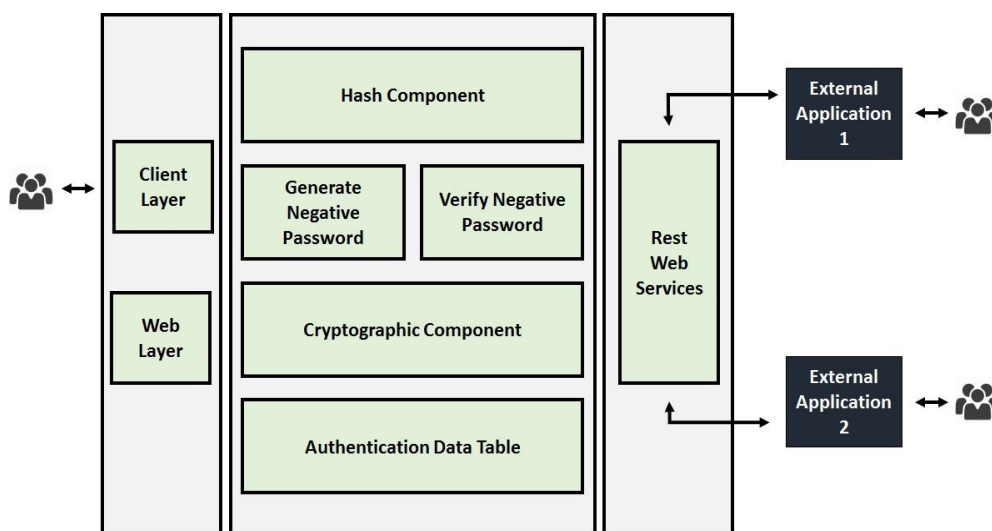 Hash Component
Client
Layer
Generate
Negative
Password
Verify Negative
Password
Web
Layer
Cryptographic Component
Authentication Data Table
Rest
Web
Services
External
Application
1
External
Application
2